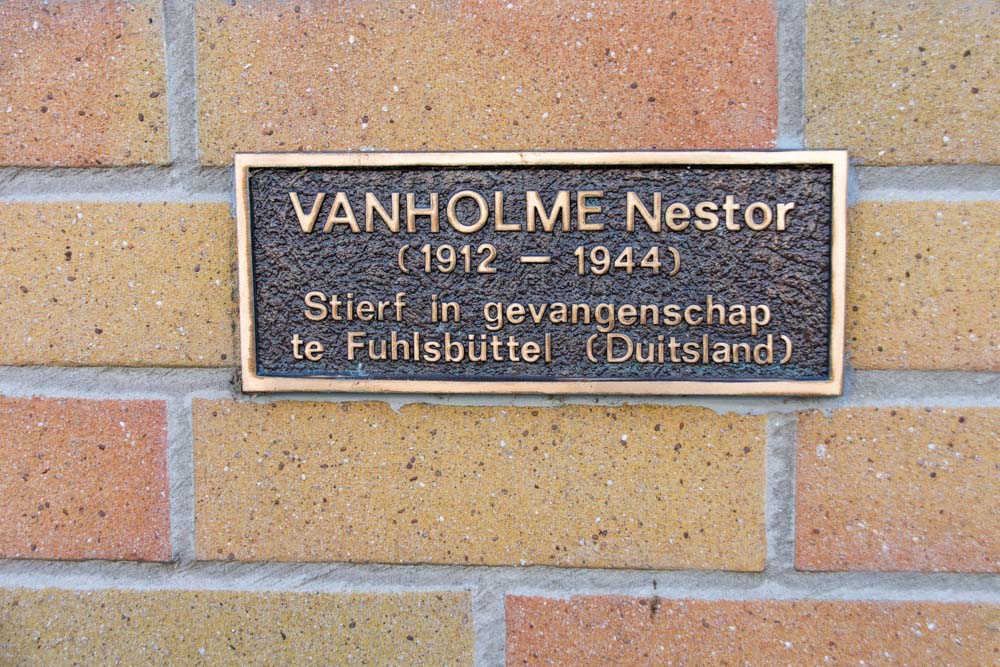 VANHOLME Nestor
(1912 — 1944)
Stierf in gevangenschap
te Fuhlsbüttel (Duitsland)